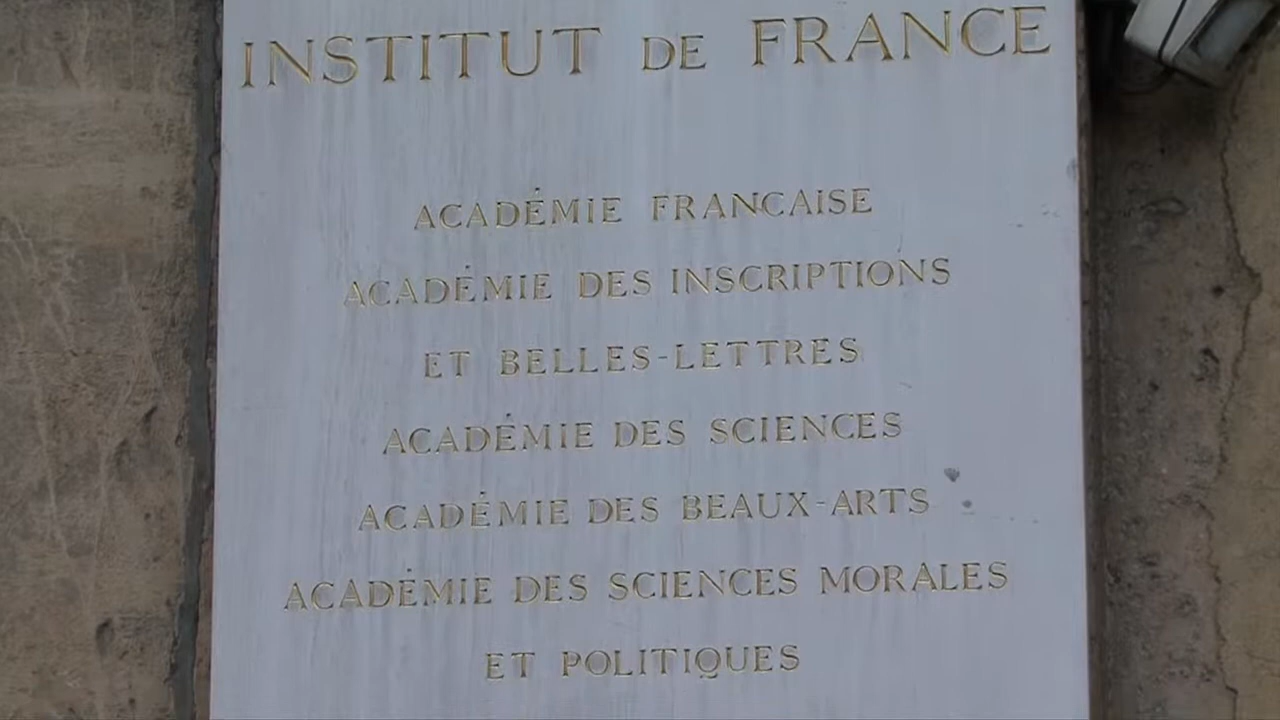 INSTITUT DE FRANCE
ACADÉMIE FRANCAISE
ACADÉMIE DES INSCRIPTIONS
ET BELLES-LETTRES
ACADÉMIE DES SCIENCES
ACADÉMIE DES BEAUX-ARTS
ACADÉMIE DES SCIENCES MORALES
ET POLITIQUES